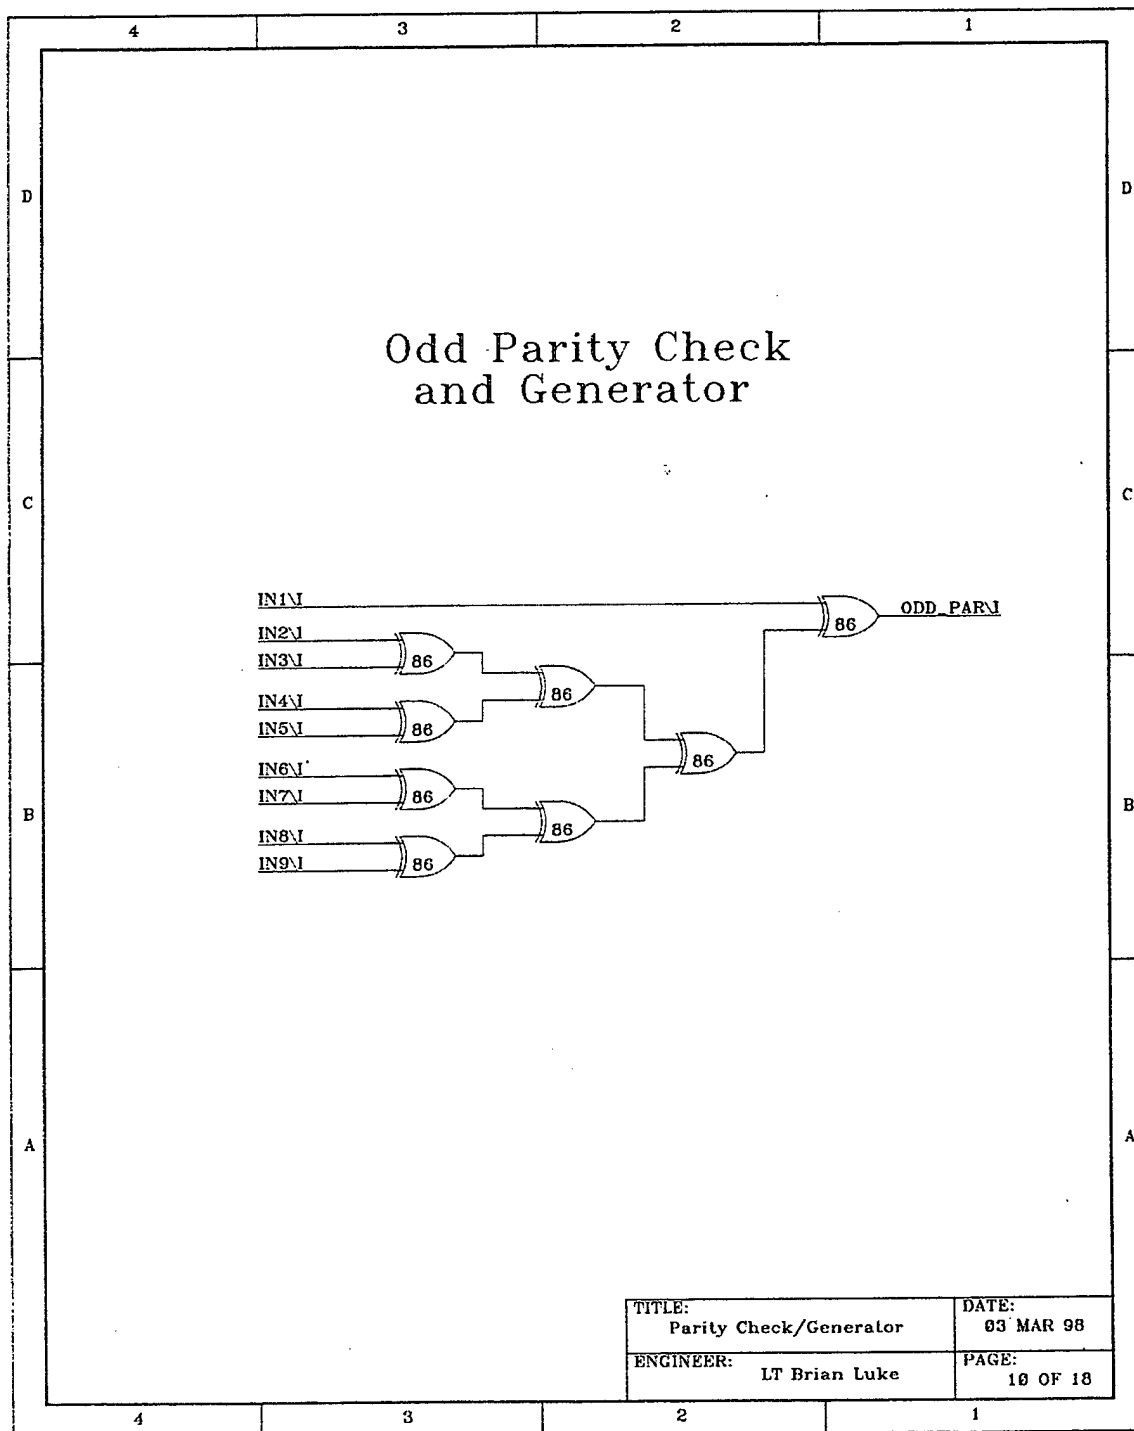 4 3 2 1
D D
Odd Parity Check
and Generator
C C
IN1\I
86
ODD_PAR\I
IN2\I
86
IN3\I
86
IN4\I
86
IN5\I
86
IN6\I
86
IN7\I
86
B B
IN8\I
86
IN9\I
A A
TITLE:
Parity Check/Generator
DATE:
03 MAR 98
ENGINEER:
LT Brian Luke
PAGE:
10 OF 18
4 3 2 1